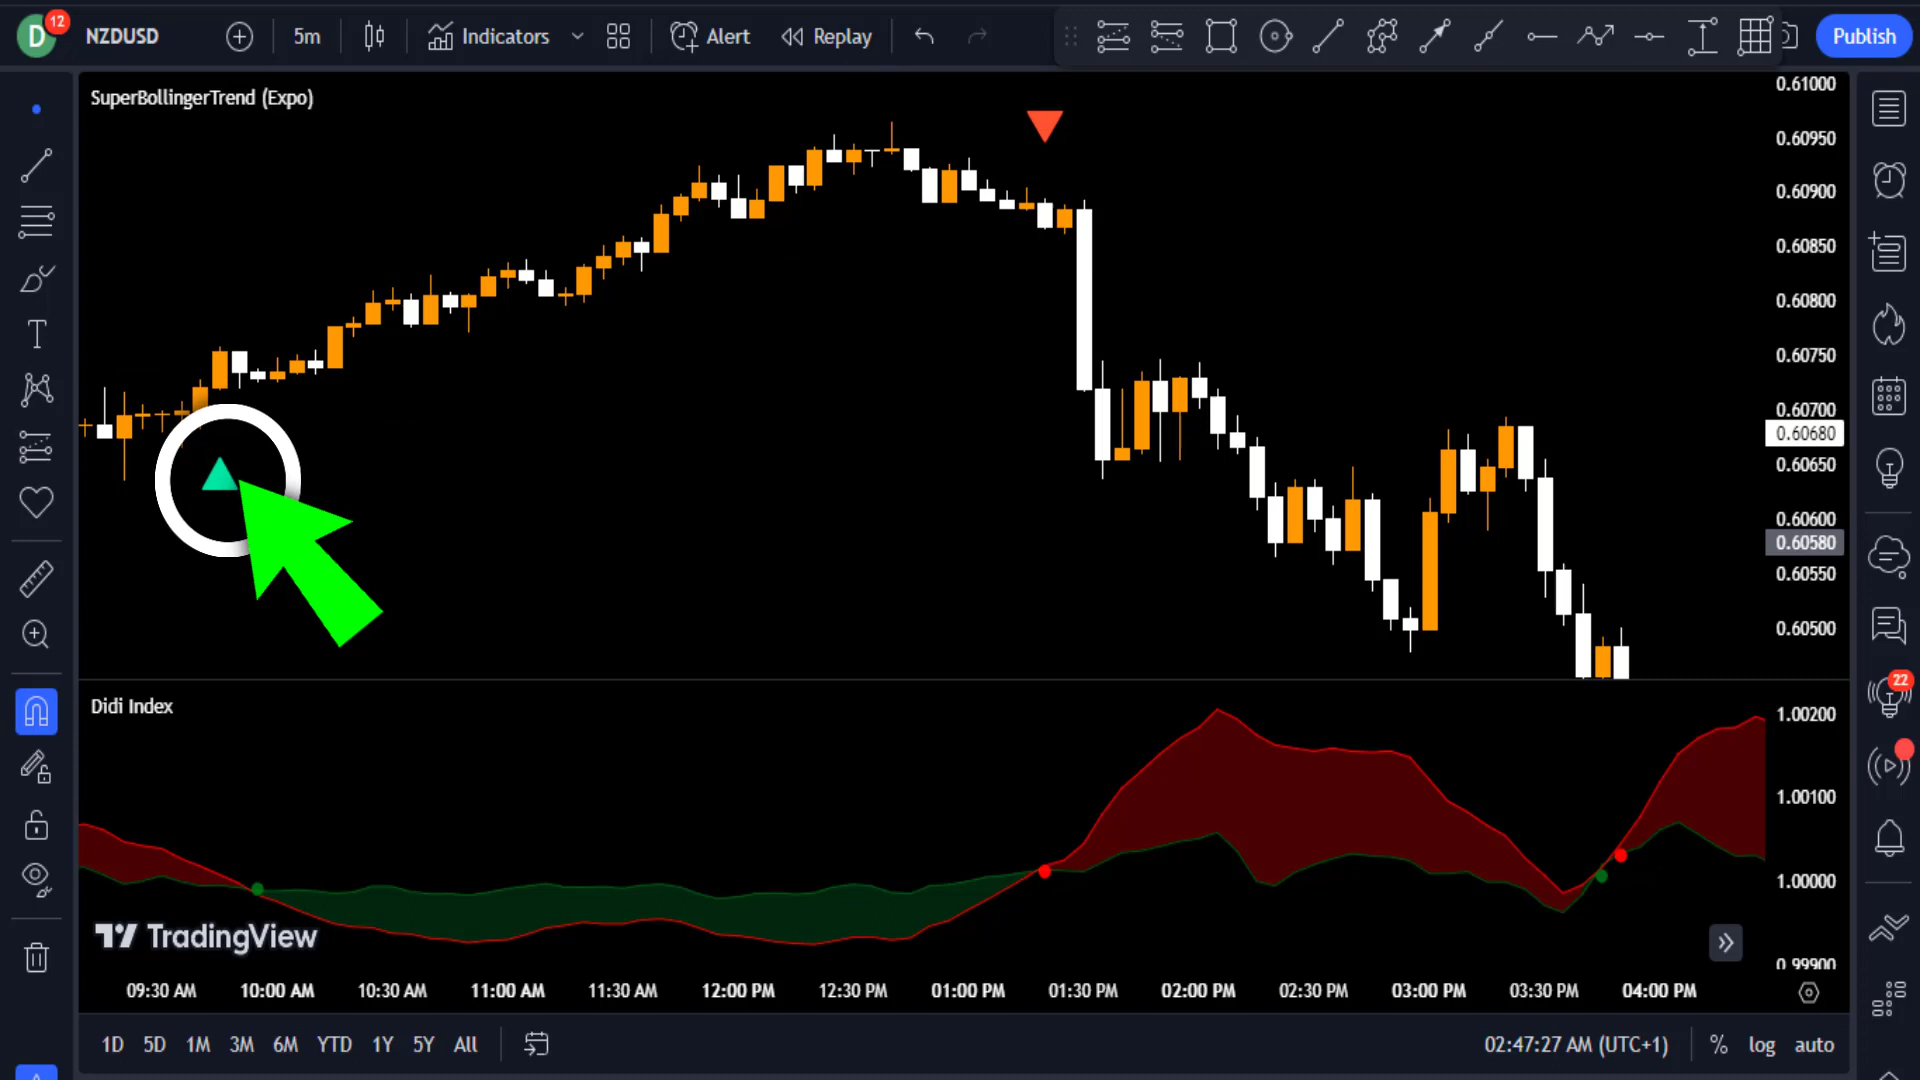 D
12
NZDUSD
5m
Indicators
Alert
Replay
Publish
SuperBollingerTrend (Expo)
0.61000
0.60950
0.60900
0.60850
0.60800
0.60750
0.60700
0.60680
0.60650
0.60600
0.60580
0.60550
0.60500
22
Didi Index
1.00200
1.00100
1.00000
0.99900
TradingView
09:30 AM 10:00 AM 10:30 AM 11:00 AM 11:30 AM 12:00 PM 12:30 PM 01:00 PM 01:30 PM 02:00 PM 02:30 PM 03:00 PM 03:30 PM 04:00 PM
1D 5D 1M 3M 6M YTD 1Y 5Y All
02:47:27 AM (UTC+1) % log auto